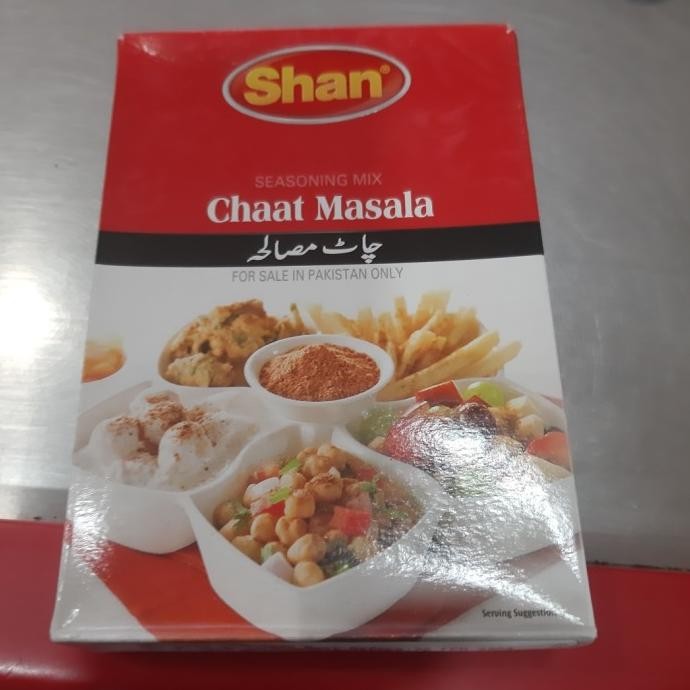 Shan®
SEASONING MIX
Chaat Masala
چاٹ مصالحہ
FOR SALE IN PAKISTAN ONLY
Serving Suggestion